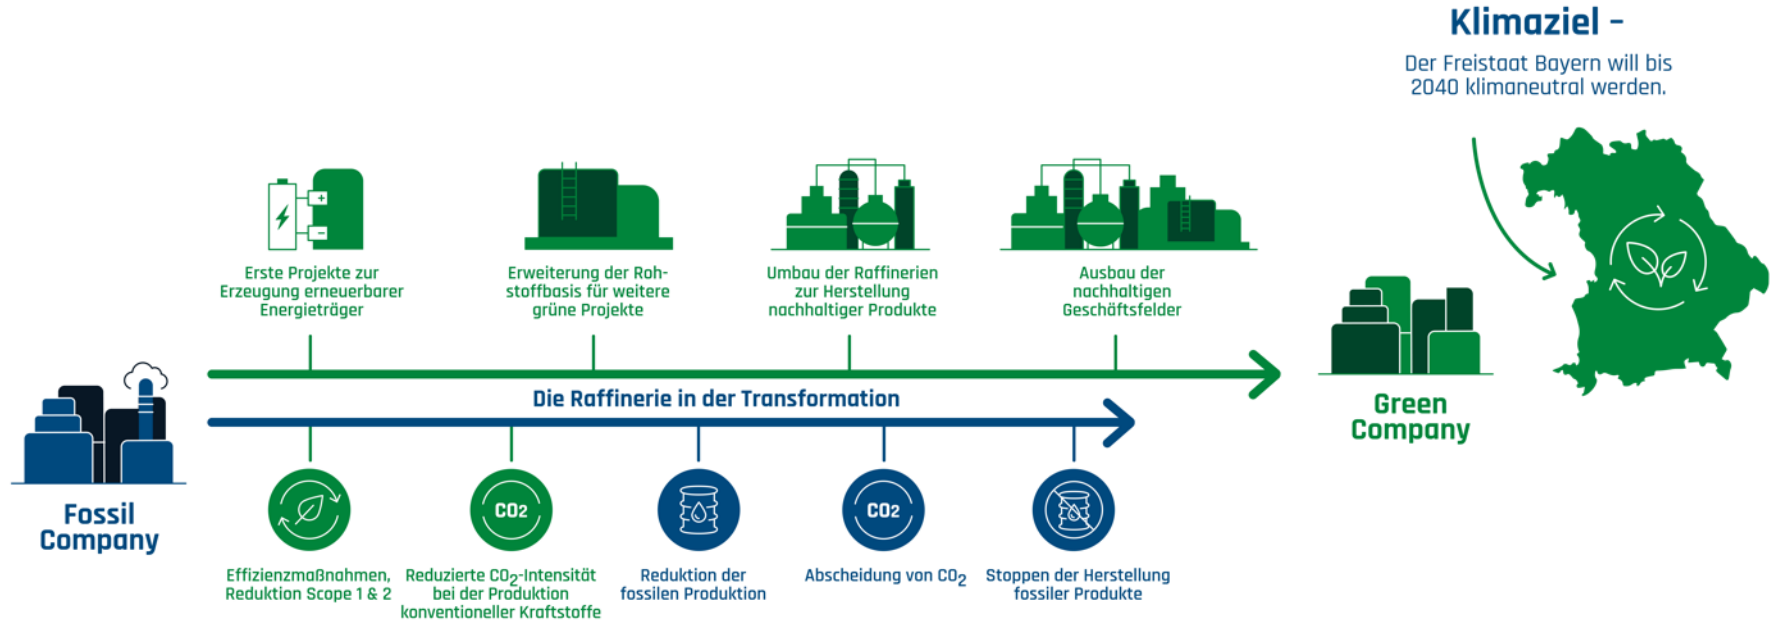 Klimaziel –
Der Freistaat Bayern will bis
2040 klimaneutral werden.
Erste Projekte zur
Erzeugung erneuerbarer
Energieträger
Erweiterung der Roh-
stoffbasis für weitere
grüne Projekte
Umbau der Raffinerien
zur Herstellung
nachhaltiger Produkte
Ausbau der
nachhaltigen
Geschäftsfelder
Die Raffinerie in der Transformation
Fossil
Company
Green
Company
CO2
CO2
Effizienzmaßnahmen,
Reduktion Scope 1 & 2
Reduzierte CO₂-Intensität
bei der Produktion
konventioneller Kraftstoffe
Reduktion der
fossilen Produktion
Abscheidung von CO₂
Stoppen der Herstellung
fossiler Produkte